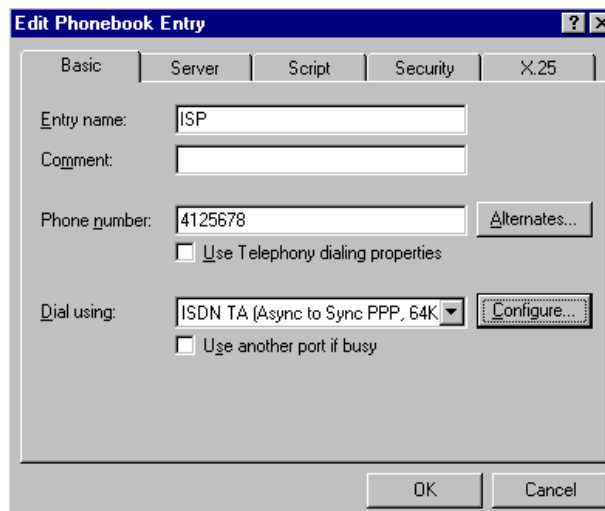 Edit Phonebook Entry
Basic Server Script Security X.25
Entry name: ISP
Comment:
Phone number: 4125678 Alternates...
Use Telephony dialing properties
Dial using: ISDN TA (Async to Sync PPP, 64K Configure...
Use another port if busy
OK Cancel